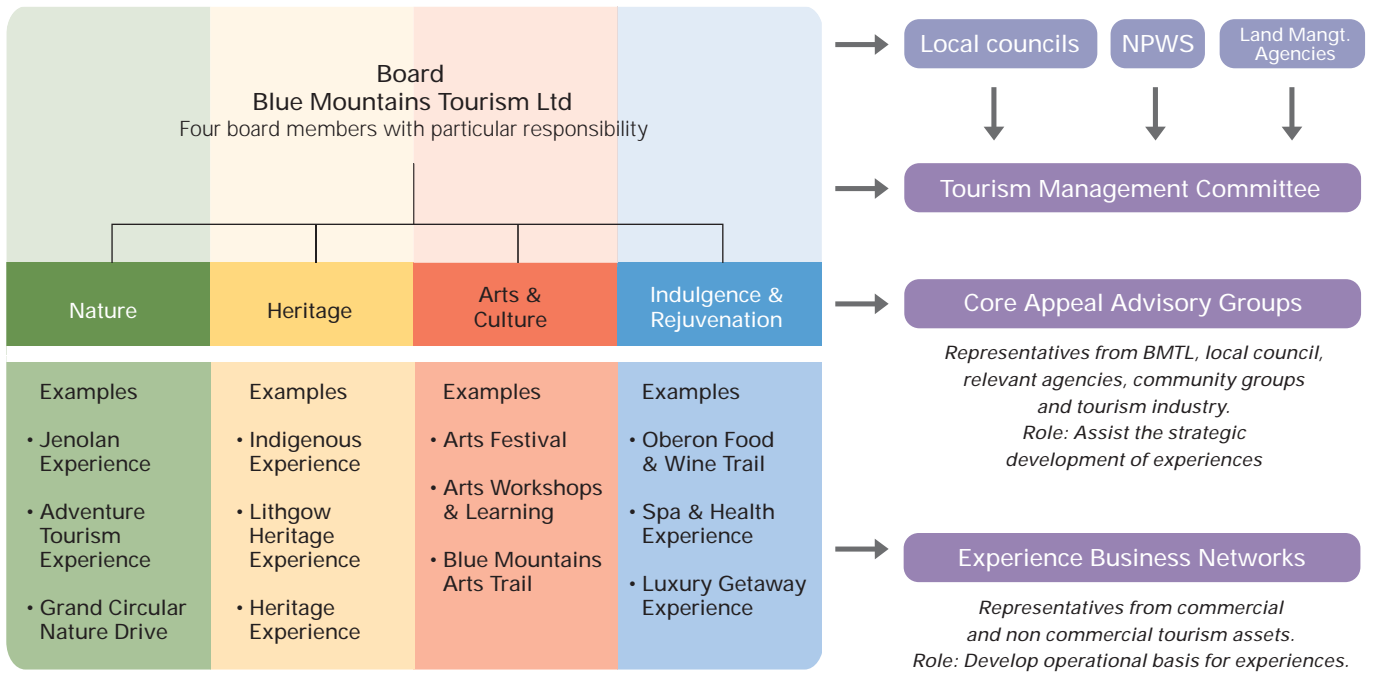 Board
Blue Mountains Tourism Ltd
Four board members with particular responsibility
Nature
Heritage
Arts &
Culture
Indulgence &
Rejuvenation
Examples
• Jenolan
Experience
• Adventure
Tourism
Experience
• Grand Circular
Nature Drive
Examples
• Indigenous
Experience
• Lithgow
Heritage
Experience
• Heritage
Experience
Examples
• Arts Festival
• Arts Workshops
& Learning
• Blue Mountains
Arts Trail
Examples
• Oberon Food
& Wine Trail
• Spa & Health
Experience
• Luxury Getaway
Experience
Local councils
NPWS
Land Mangt.
Agencies
Tourism Management Committee
Core Appeal Advisory Groups
Representatives from BMTL, local council,
relevant agencies, community groups
and tourism industry.
Role: Assist the strategic
development of experiences
Experience Business Networks
Representatives from commercial
and non commercial tourism assets.
Role: Develop operational basis for experiences.